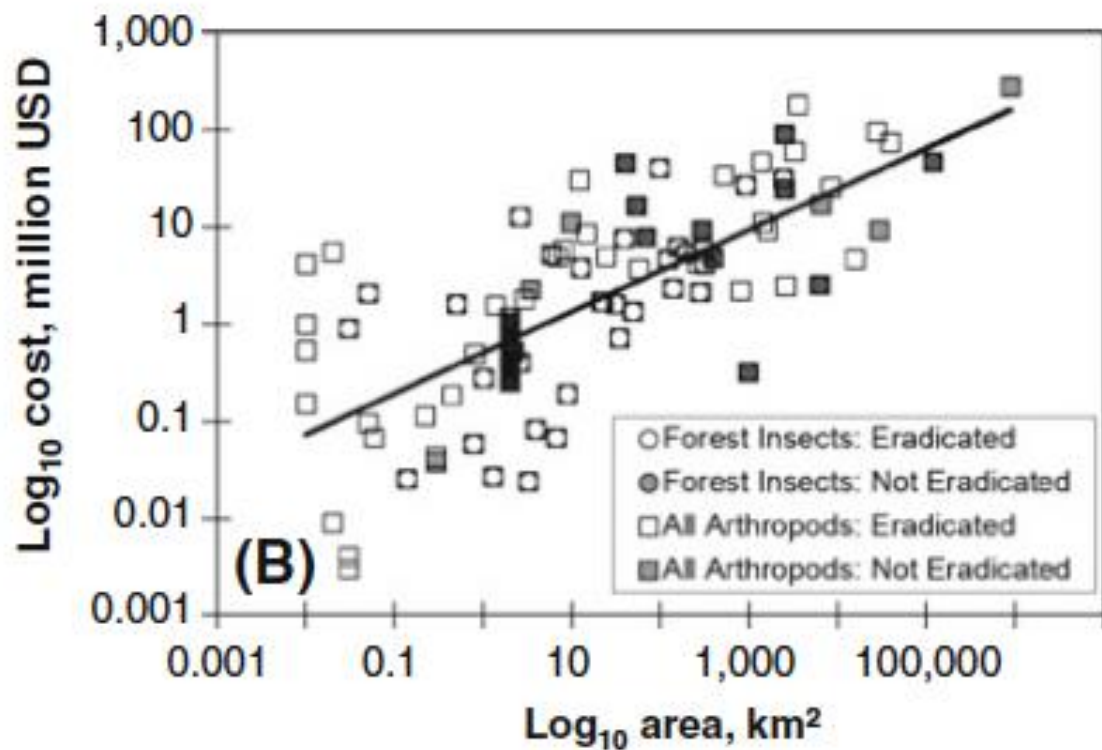 Log10 cost, million USD
1,000
100
10
1
0.1
0.01
0.001
(B)
Forest Insects: Eradicated
Forest Insects: Not Eradicated
All Arthropods: Eradicated
All Arthropods: Not Eradicated
0.001
0.1
10
1,000
100,000
Log10 area, km²